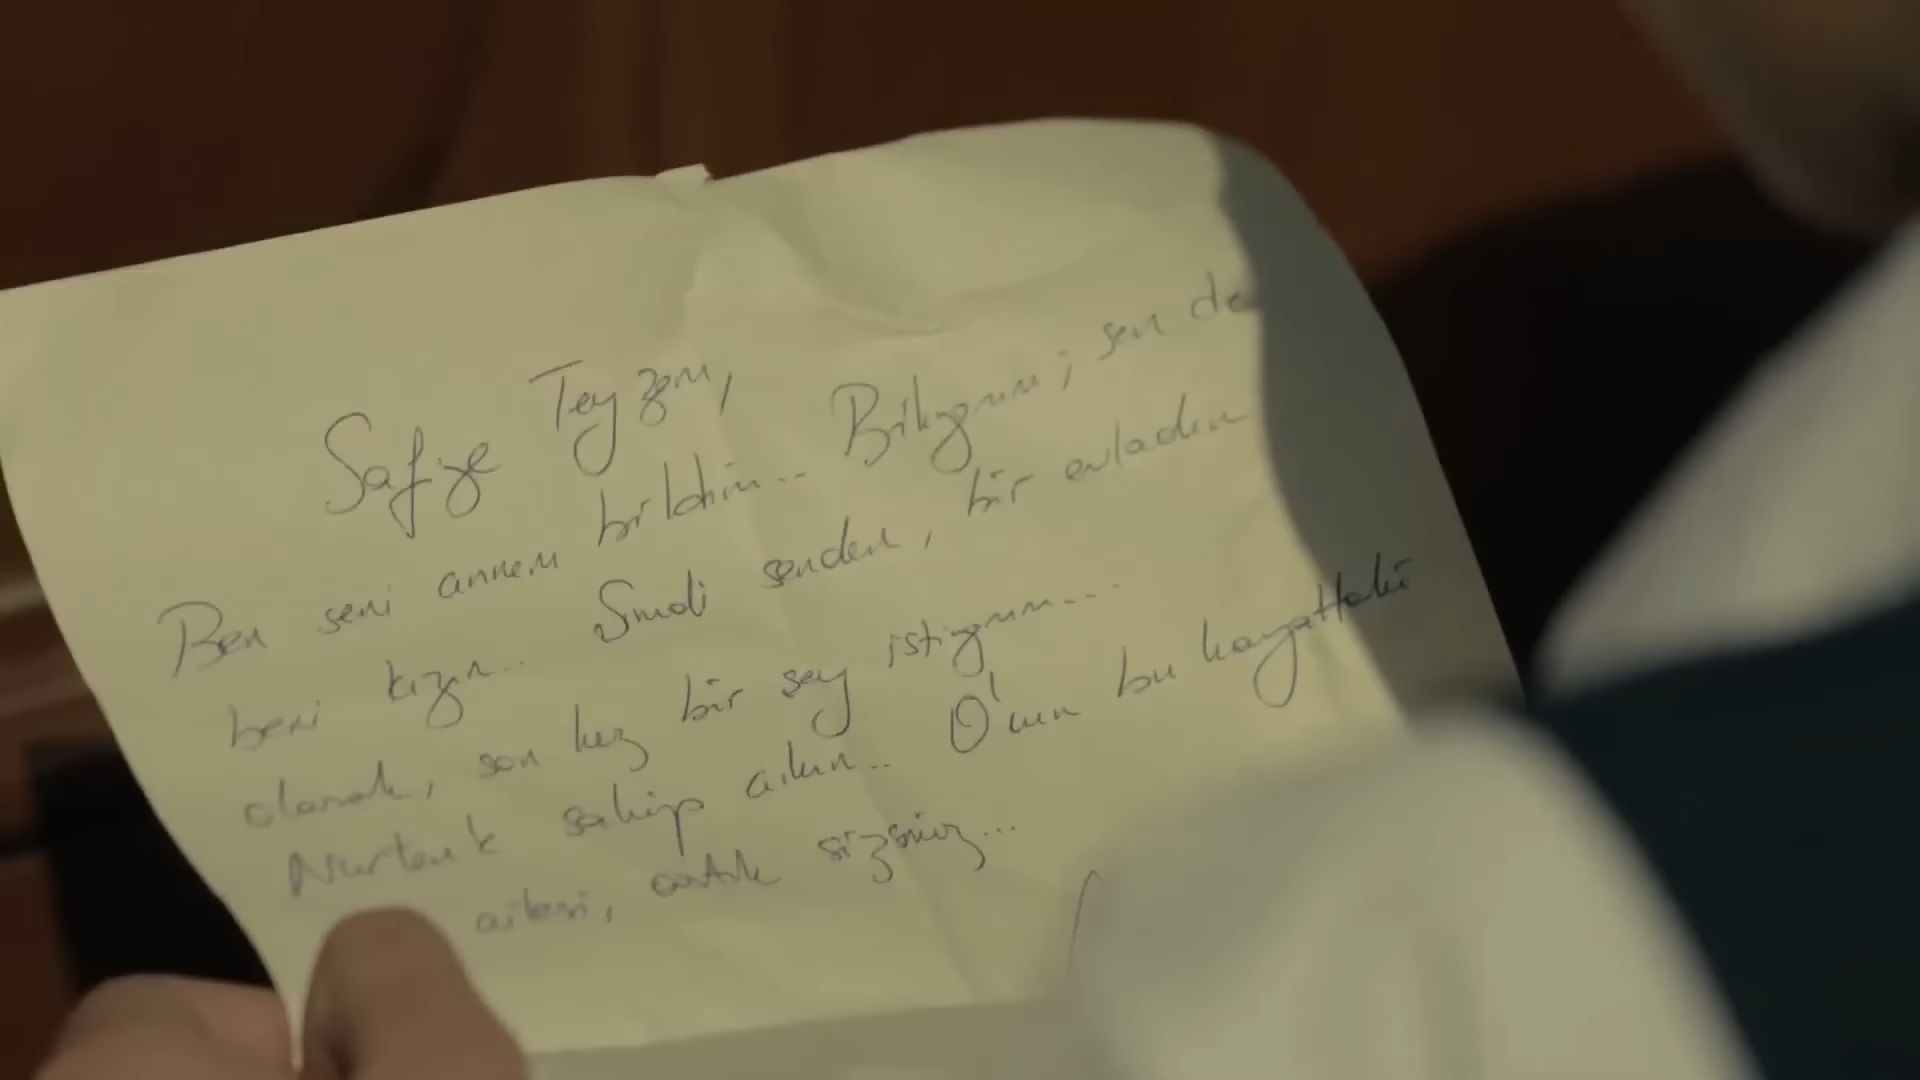 Safiye Teyzem,
Ben seni annem bildim... Biliyorum; sen de
beni kızın... Şimdi senden, bir evladın
olarak, son kez bir şey istiyorum...
Nurten'e sahip çıkın... O'nun bu hayattaki
ailesi, artık sizsiniz...